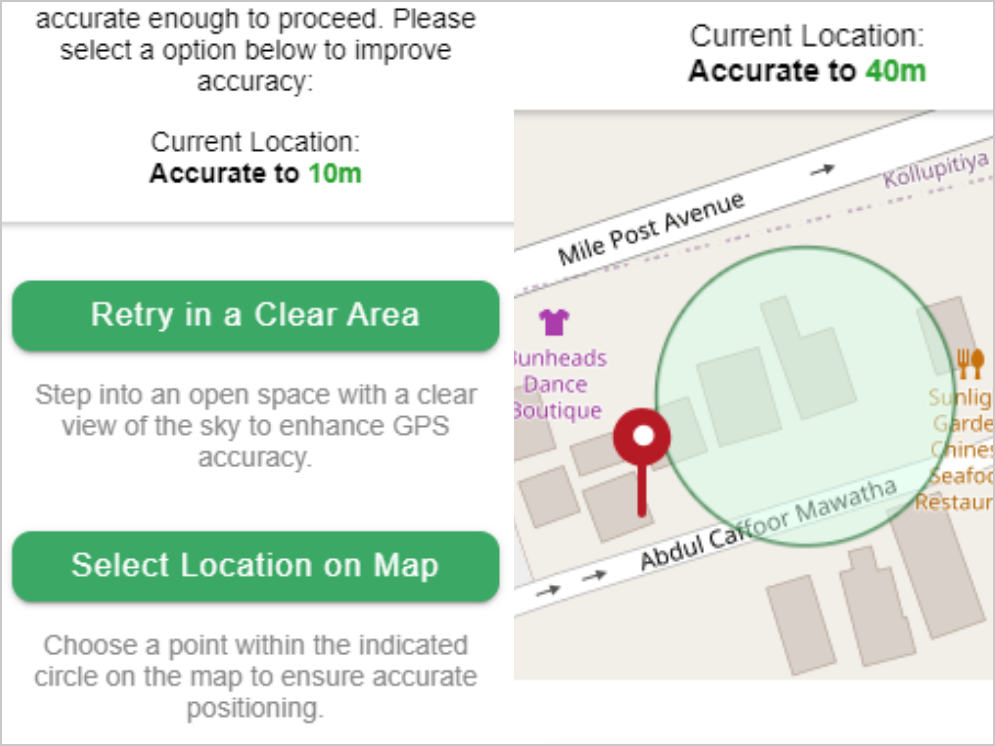 accurate enough to proceed. Please
select a option below to improve
accuracy:
Current Location:
Accurate to 10m
Retry in a Clear Area
Step into an open space with a clear
view of the sky to enhance GPS
accuracy.
Select Location on Map
Choose a point within the indicated
circle on the map to ensure accurate
positioning.
Current Location:
Accurate to 40m
Kollupitiya
Mile Post Avenue
unheads
Dance
Boutique
Sunlig
Garde
Chines
Seafoo
Restaur
Abdul Caffoor Mawatha